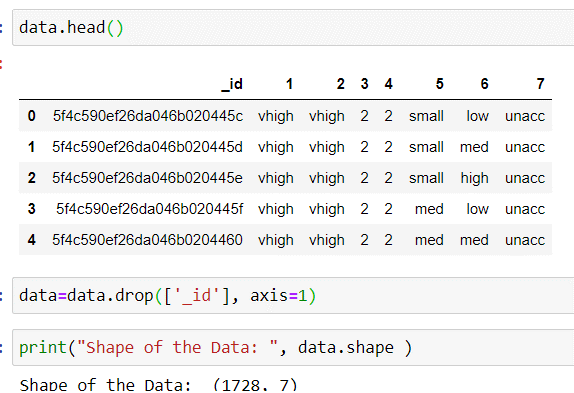 data.head()
_id 1 2 3 4 5 6 7
0 5f4c590ef26da046b020445c vhigh vhigh 2 2 small low unacc
1 5f4c590ef26da046b020445d vhigh vhigh 2 2 small med unacc
2 5f4c590ef26da046b020445e vhigh vhigh 2 2 small high unacc
3 5f4c590ef26da046b020445f vhigh vhigh 2 2 med low unacc
4 5f4c590ef26da046b0204460 vhigh vhigh 2 2 med med unacc
data=data.drop(['_id'], axis=1)
print("Shape of the Data: ", data.shape )
Shape of the Data:  (1728, 7)